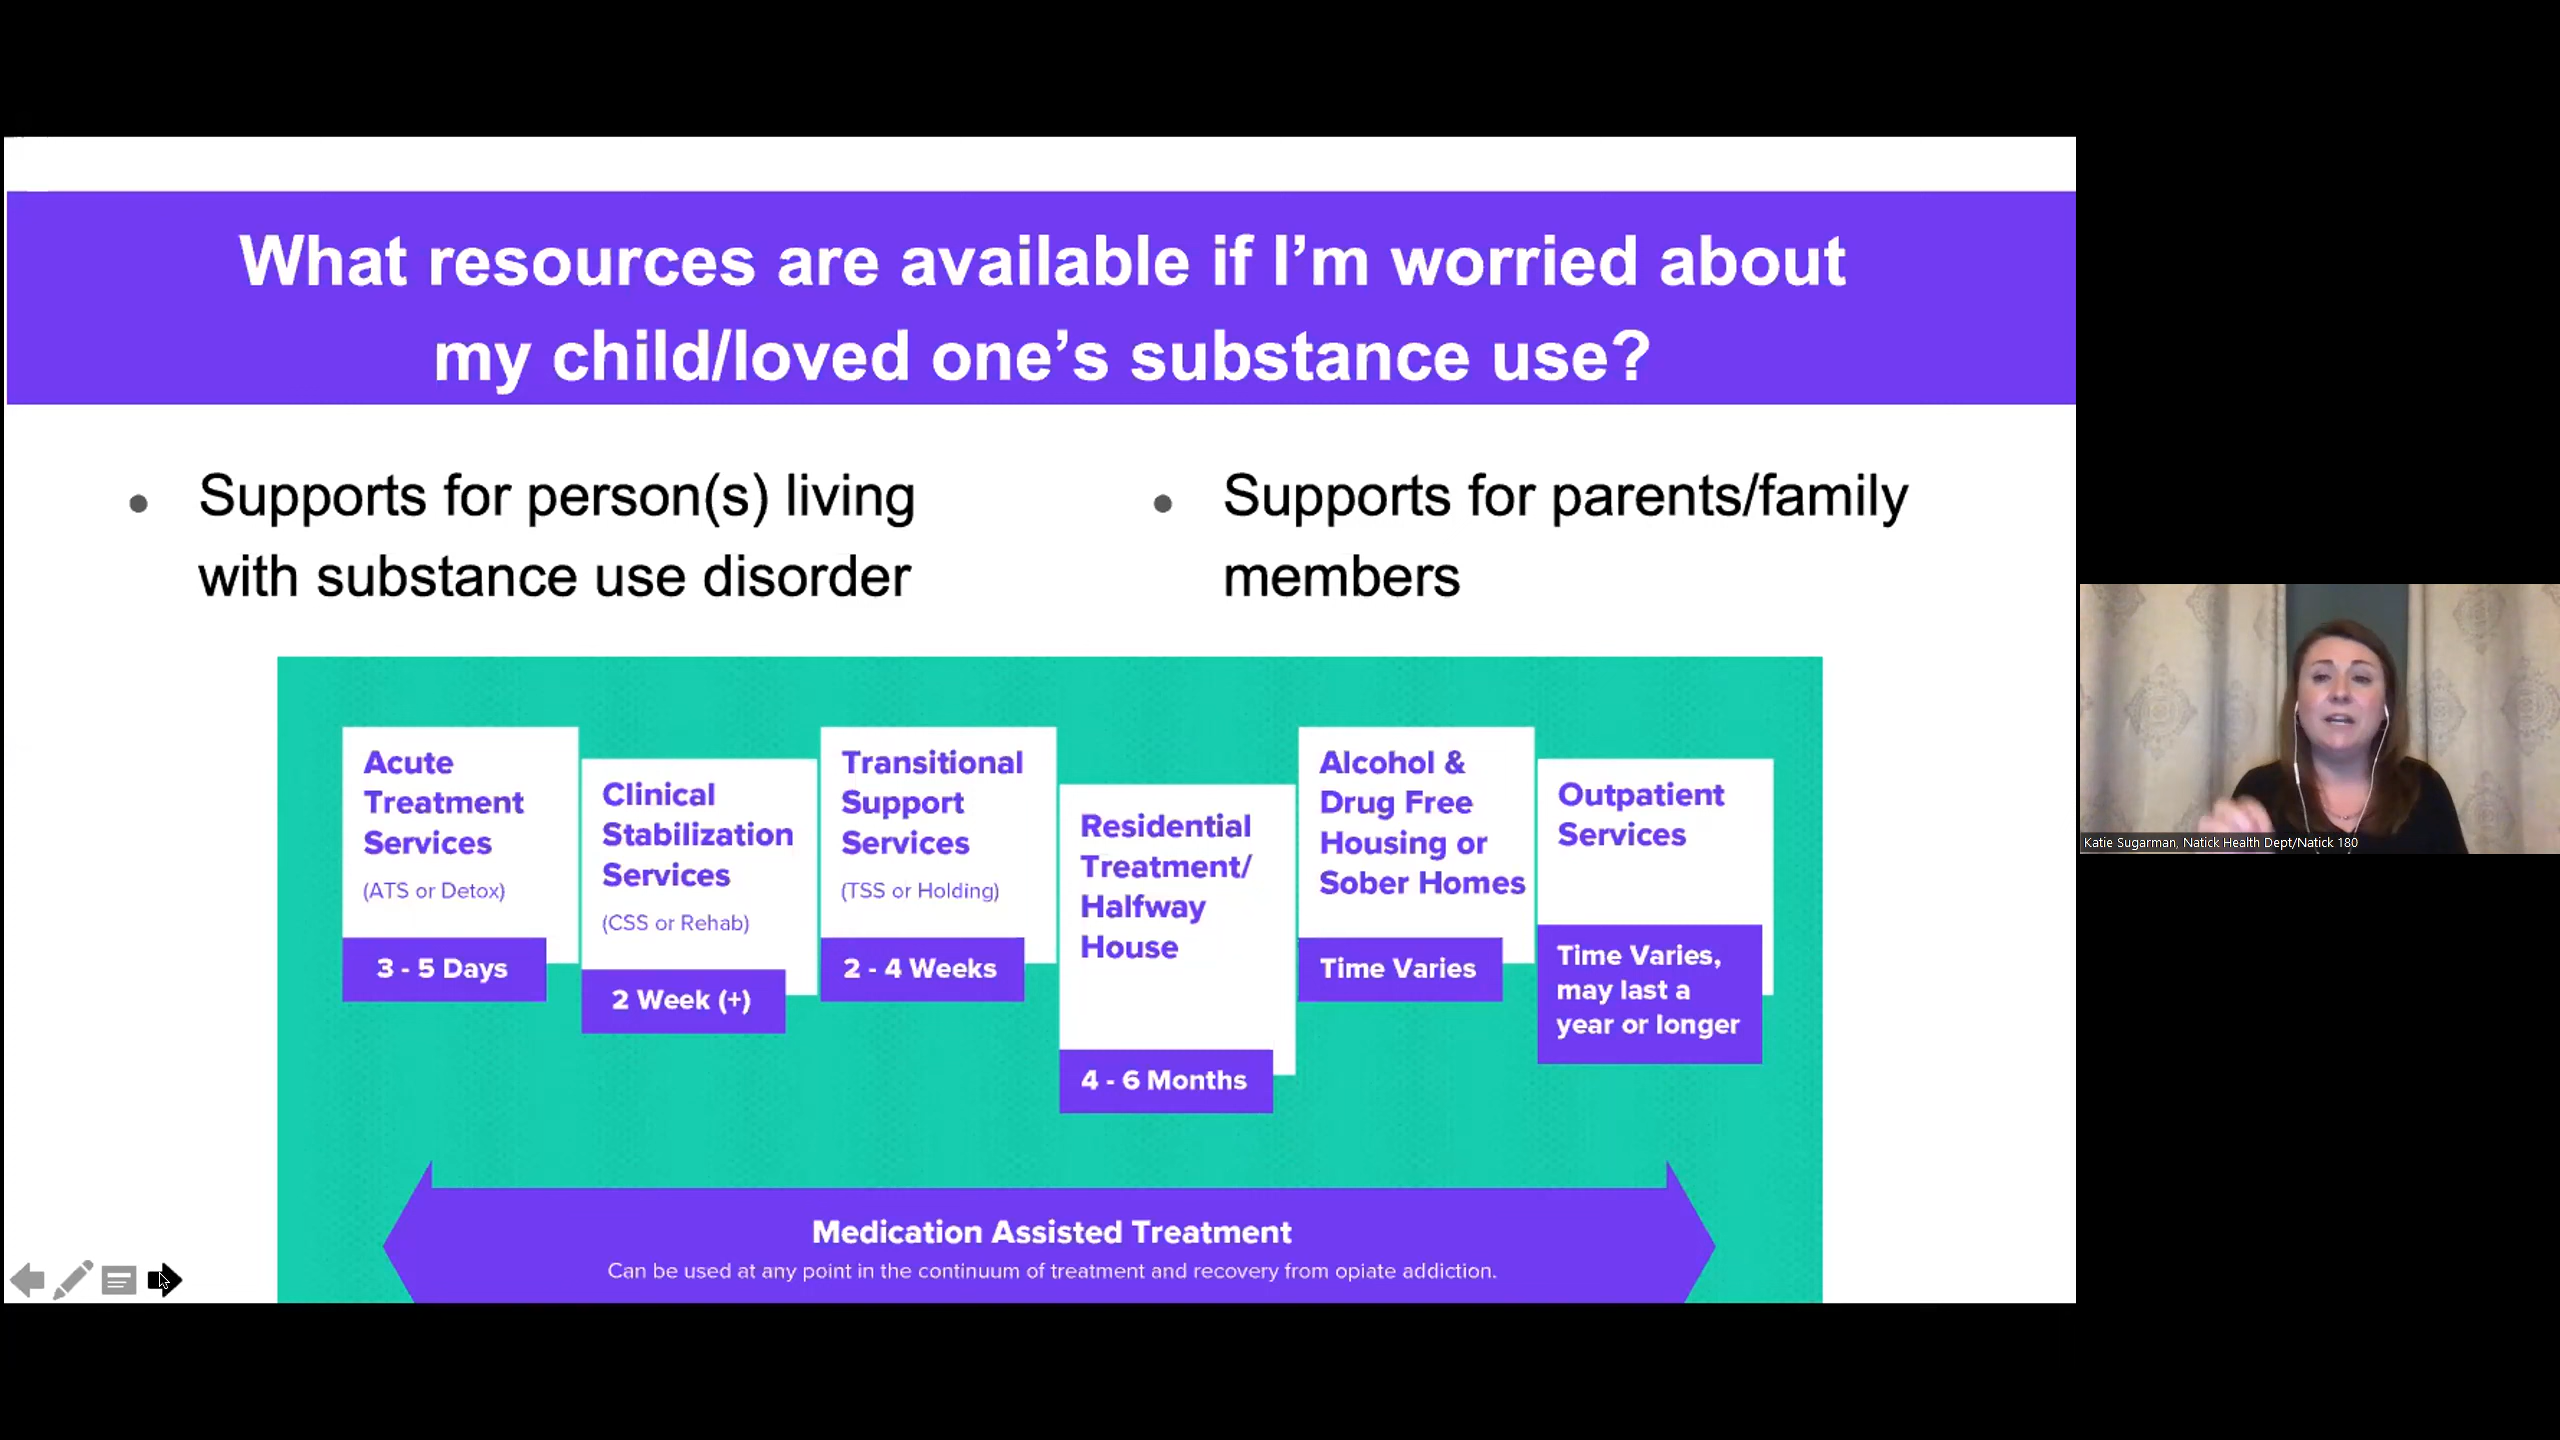 What resources are available if I’m worried about
my child/loved one’s substance use?
Supports for person(s) living
with substance use disorder
Supports for parents/family
members
Acute
Treatment
Services
(ATS or Detox)
3 - 5 Days
Clinical
Stabilization
Services
(CSS or Rehab)
2 Week (+)
Transitional
Support
Services
(TSS or Holding)
2 - 4 Weeks
Residential
Treatment/
Halfway
House
4 - 6 Months
Alcohol &
Drug Free
Housing or
Sober Homes
Time Varies
Outpatient
Services
Time Varies,
may last a
year or longer
Medication Assisted Treatment
Can be used at any point in the continuum of treatment and recovery from opiate addiction.
Katie Sugarman, Natick Health Dept/Natick 180